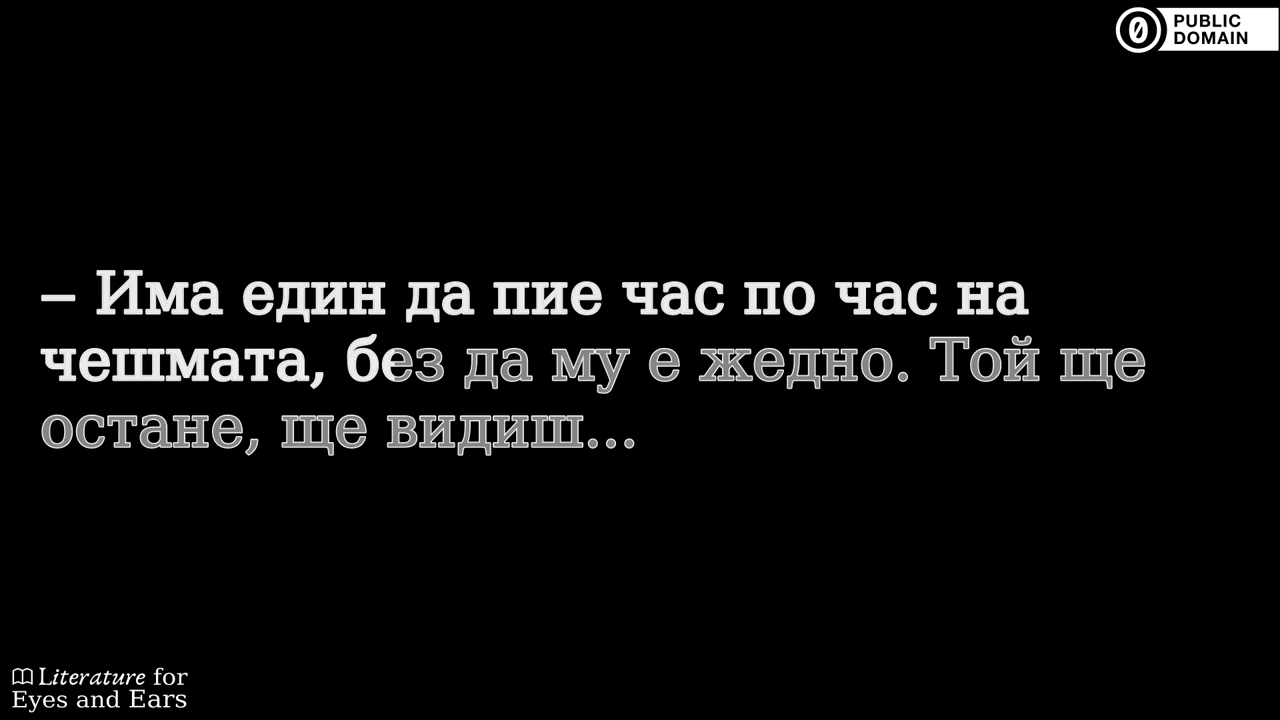 PUBLIC
DOMAIN
– Има един да пие час по час на
чешмата, без да му е жедно. Той ще
остане, ще видиш...
Literature for
Eyes and Ears